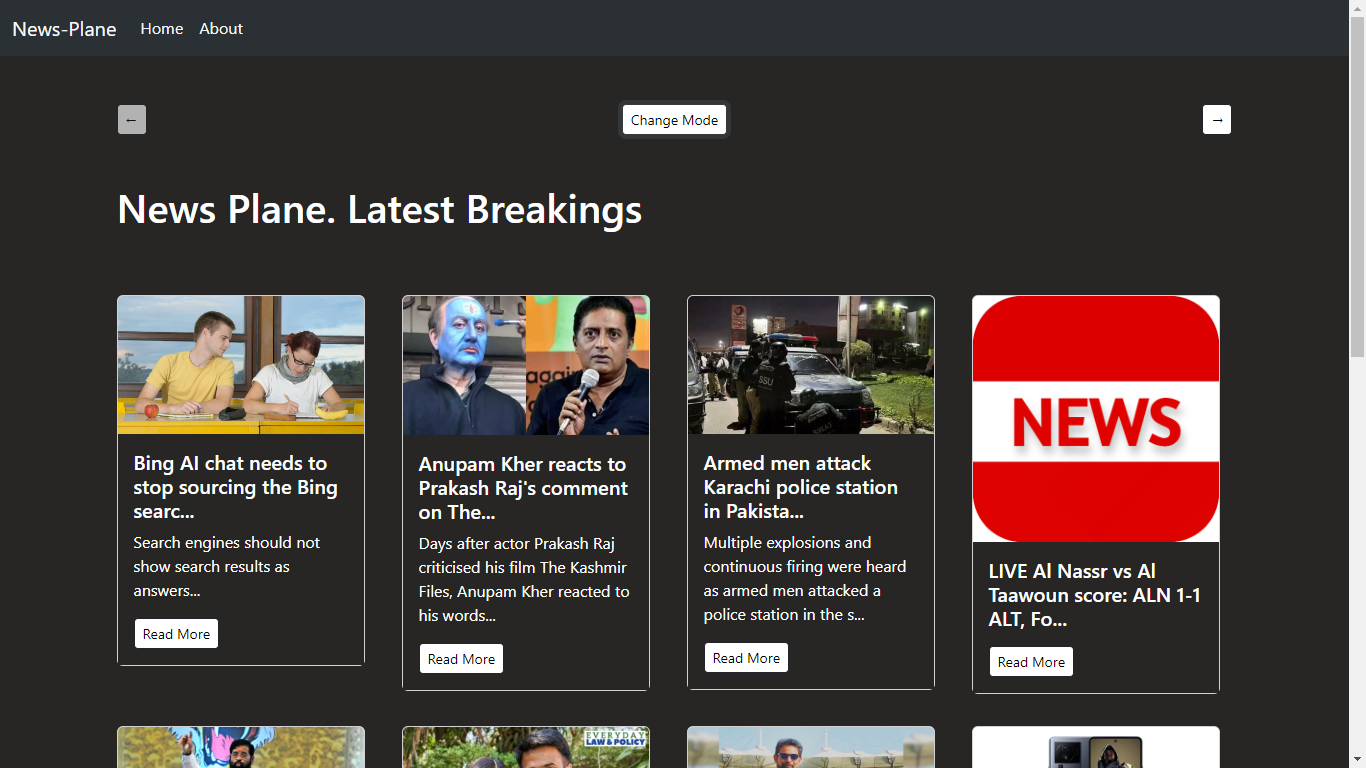 News-Plane Home About
← Change Mode →
News Plane. Latest Breakings
Bing AI chat needs to
stop sourcing the Bing
searc...
Search engines should not
show search results as
answers...
Read More
again
Anupam Kher reacts to
Prakash Raj's comment
on The...
Days after actor Prakash Raj
criticised his film The Kashmir
Files, Anupam Kher reacted to
his words...
Read More
SSU
Armed men attack
Karachi police station
in Pakista...
Multiple explosions and
continuous firing were heard
as armed men attacked a
police station in the s...
Read More
NEWS
LIVE Al Nassr vs Al
Taawoun score: ALN 1-1
ALT, Fo...
Read More
EVERYDAY
LAW & POLICY